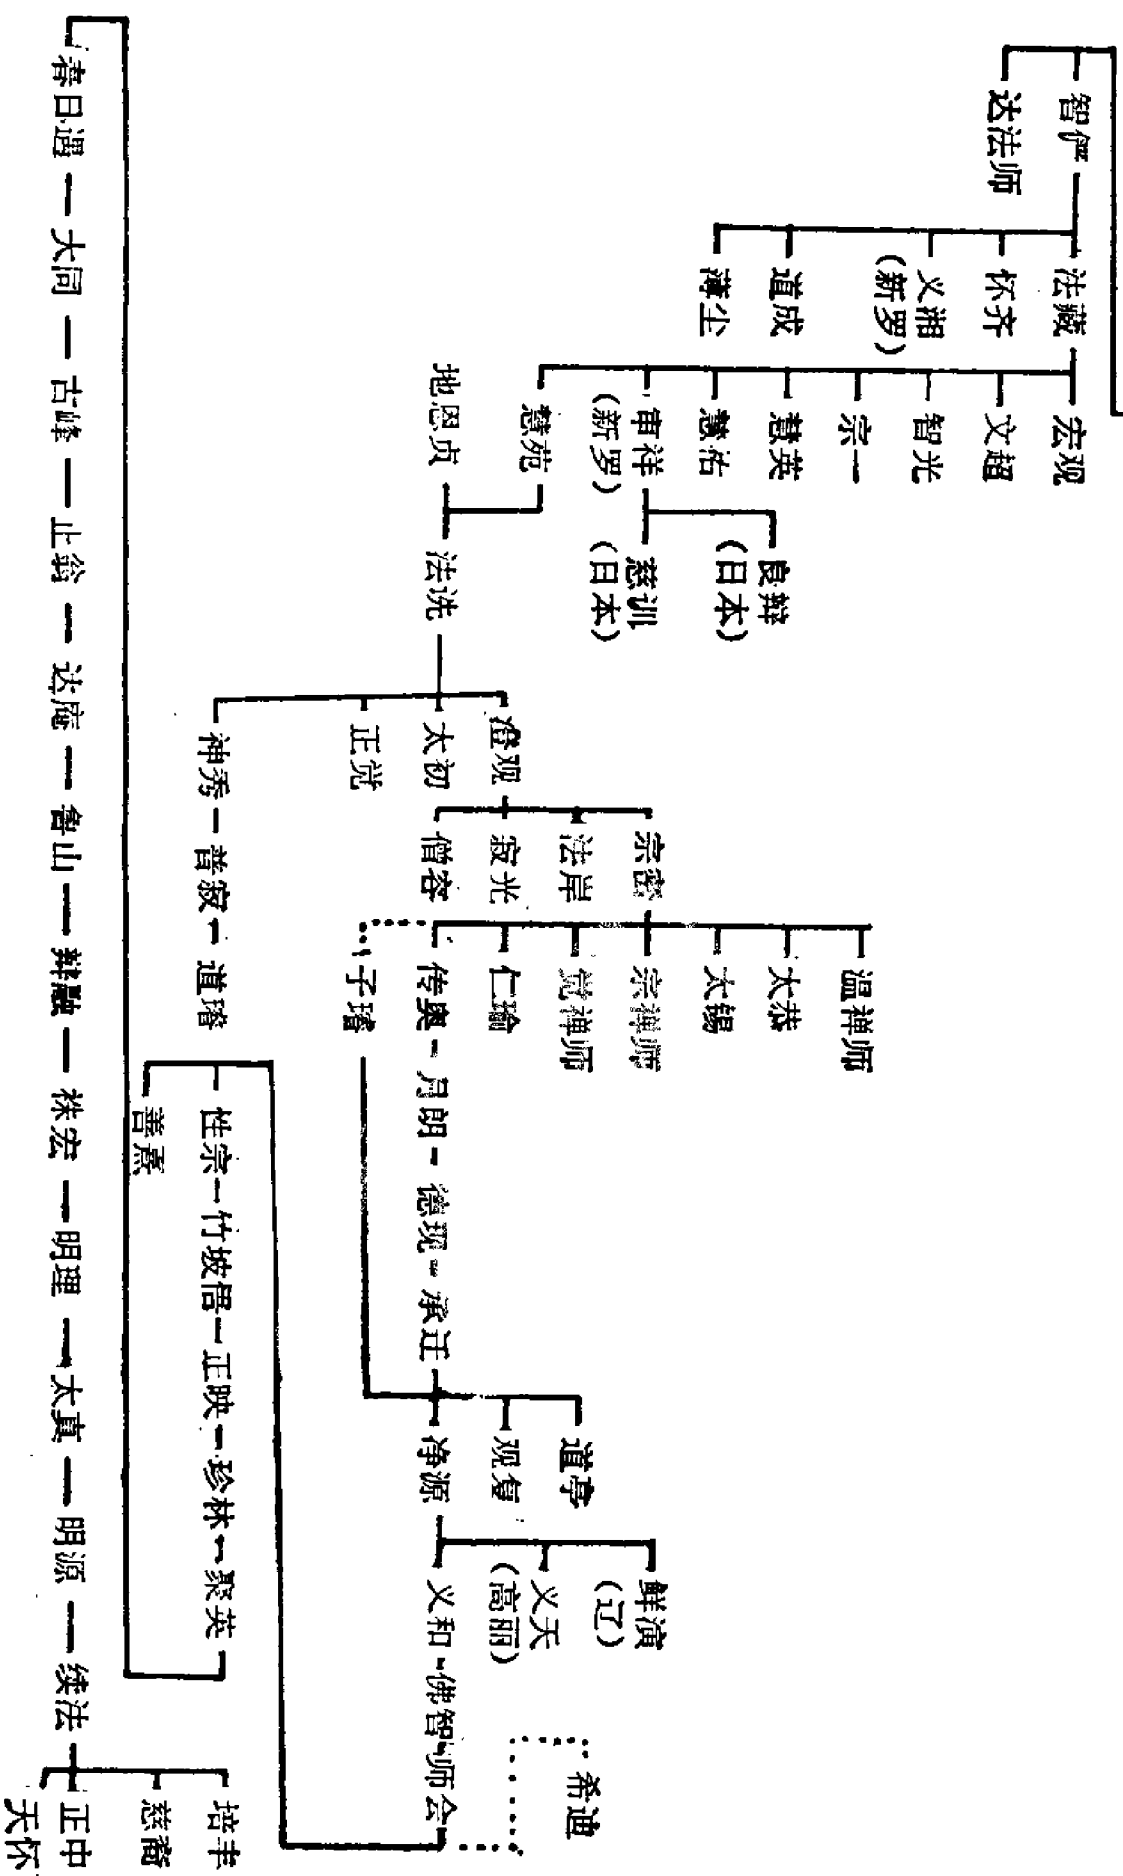 智俨
达法师
法藏
怀齐
义湘
(新罗)
道成
薄尘
宏观
文超
智光
宗一
慧英
慧佑
审祥
(新罗)
慧苑
地恩贞
良辩
(日本)
慈训
(日本)
法诜
澄观
太初
正觉
神秀—善寂—道璿
宗密
法岸
寂光
僧容
温禅师
太恭
太锡
宗禅师
觉禅师
仁瑜
传奥—月朗—德现—承迁
子璿
道亭
观复
净源
鲜演
(辽)
义天
(高丽)
义和-佛智-师会
希迪
性宗—竹坡悟—正映—珍林—聚英
善熹
春日遇—大同—古峰—止翁—达庵—鲁山—辩融—袾宏—明理—太真—明源—续法
培丰
慈裔
正中
天怀